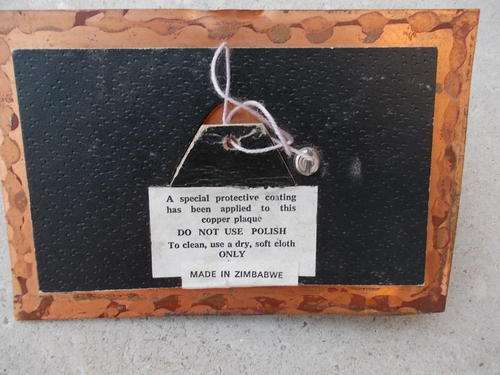 A special protective coating
has been applied to this
copper plaque
DO NOT USE POLISH
To clean, use a dry, soft cloth
ONLY
MADE IN ZIMBABWE